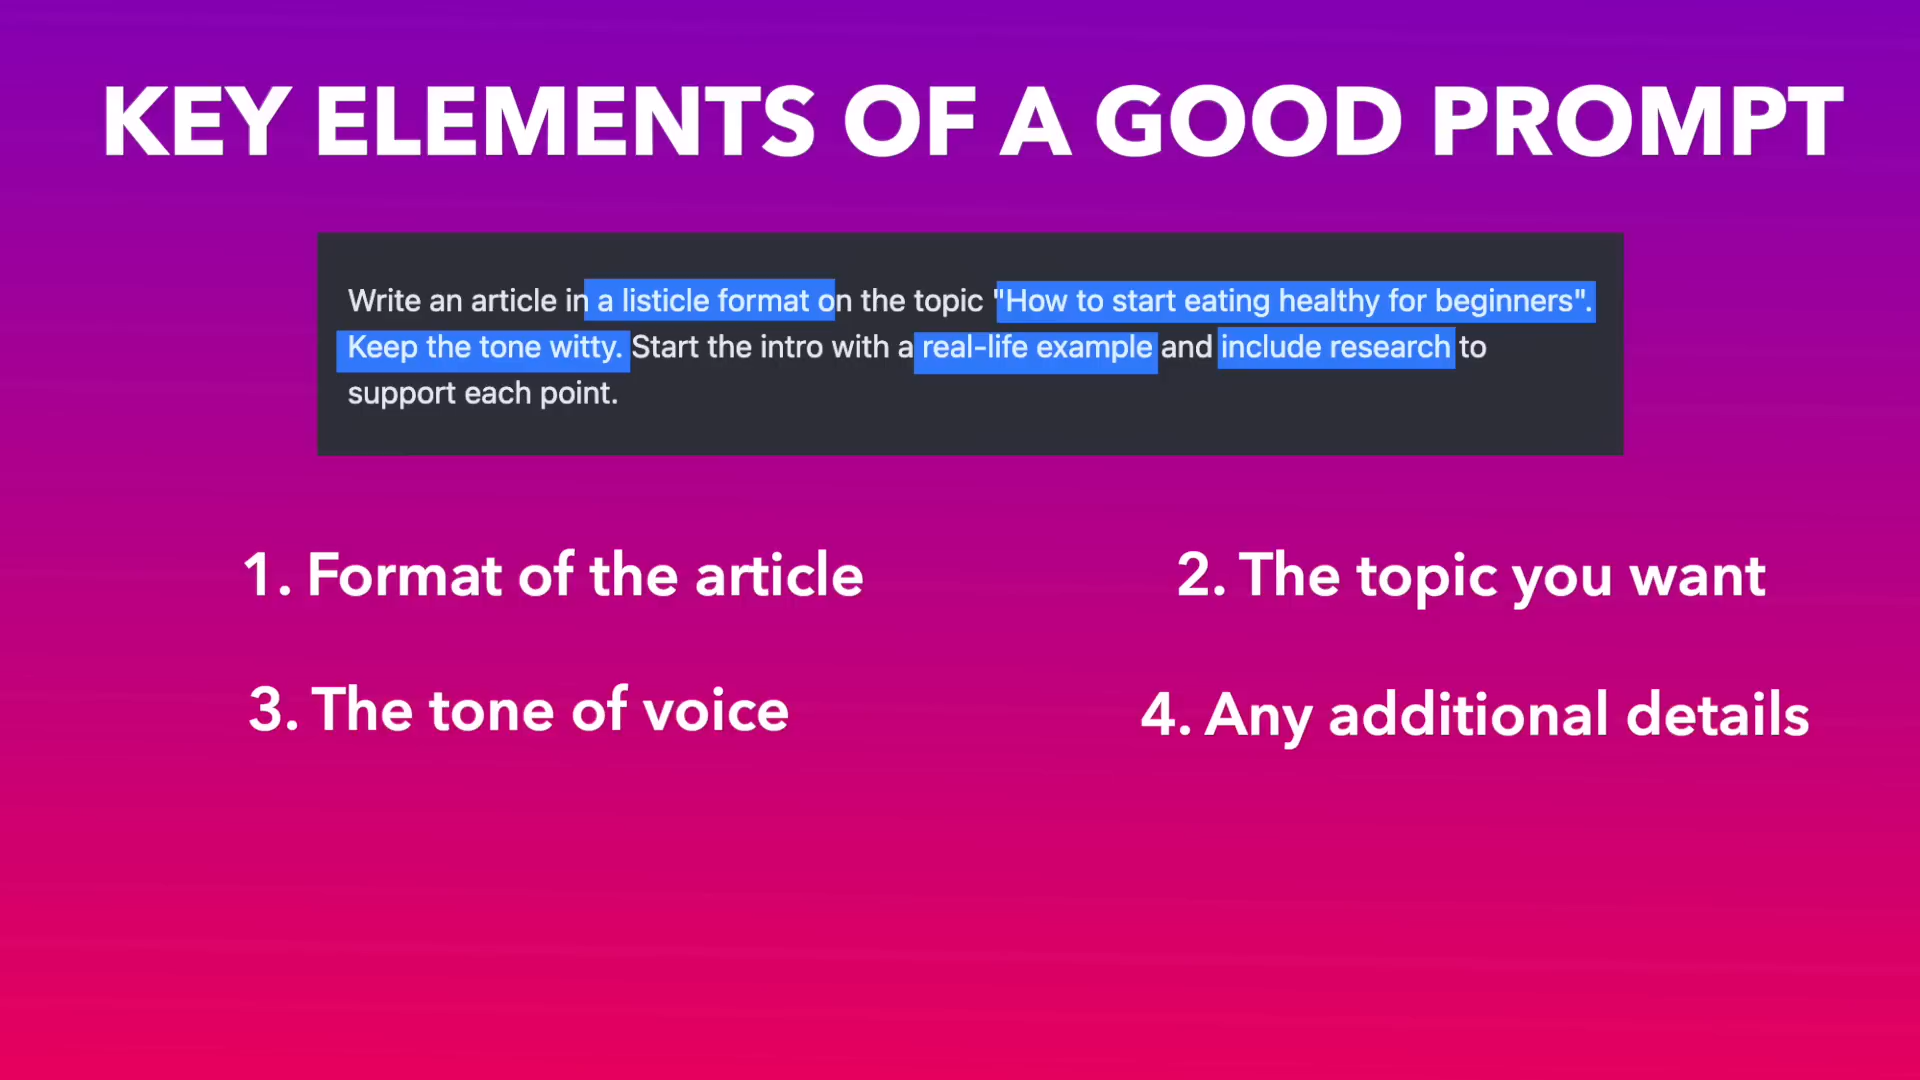 KEY ELEMENTS OF A GOOD PROMPT
Write an article in a listicle format on the topic "How to start eating healthy for beginners".
Keep the tone witty. Start the intro with a real-life example and include research to
support each point.
1. Format of the article
2. The topic you want
3. The tone of voice
4. Any additional details